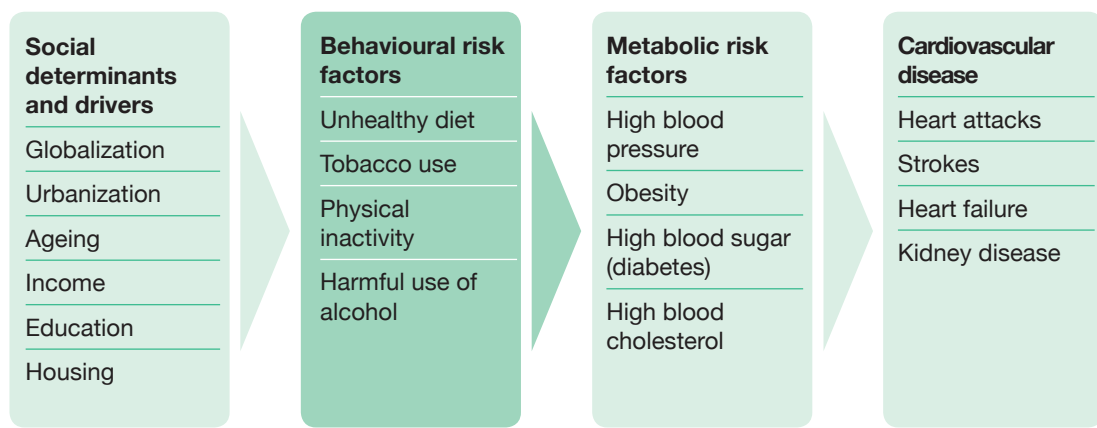 Social
determinants
and drivers
Globalization
Urbanization
Ageing
Income
Education
Housing
Behavioural risk
factors
Unhealthy diet
Tobacco use
Physical
inactivity
Harmful use of
alcohol
Metabolic risk
factors
High blood
pressure
Obesity
High blood sugar
(diabetes)
High blood
cholesterol
Cardiovascular
disease
Heart attacks
Strokes
Heart failure
Kidney disease